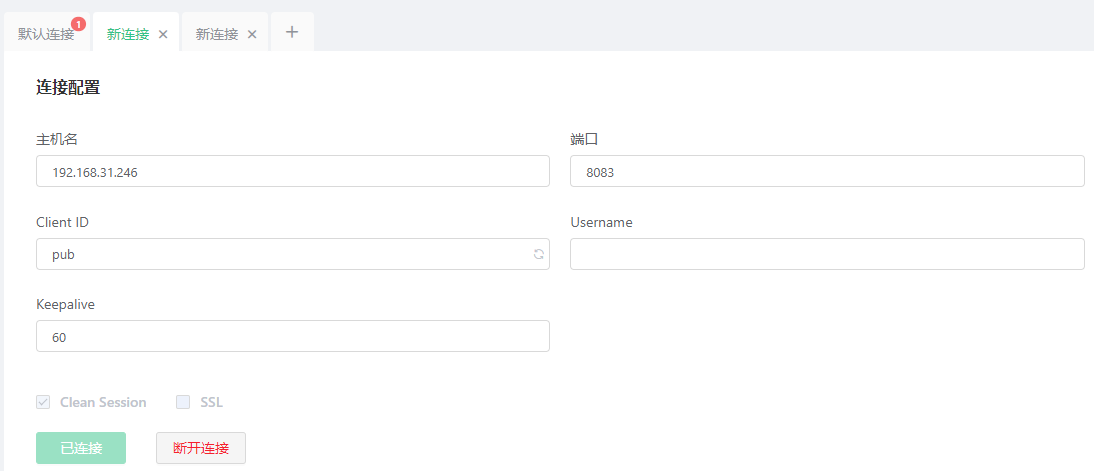 默认连接 1 新连接 × 新连接 × +
连接配置
主机名 端口
192.168.31.246 8083
Client ID Username
pub
Keepalive
60
Clean Session SSL
已连接 断开连接